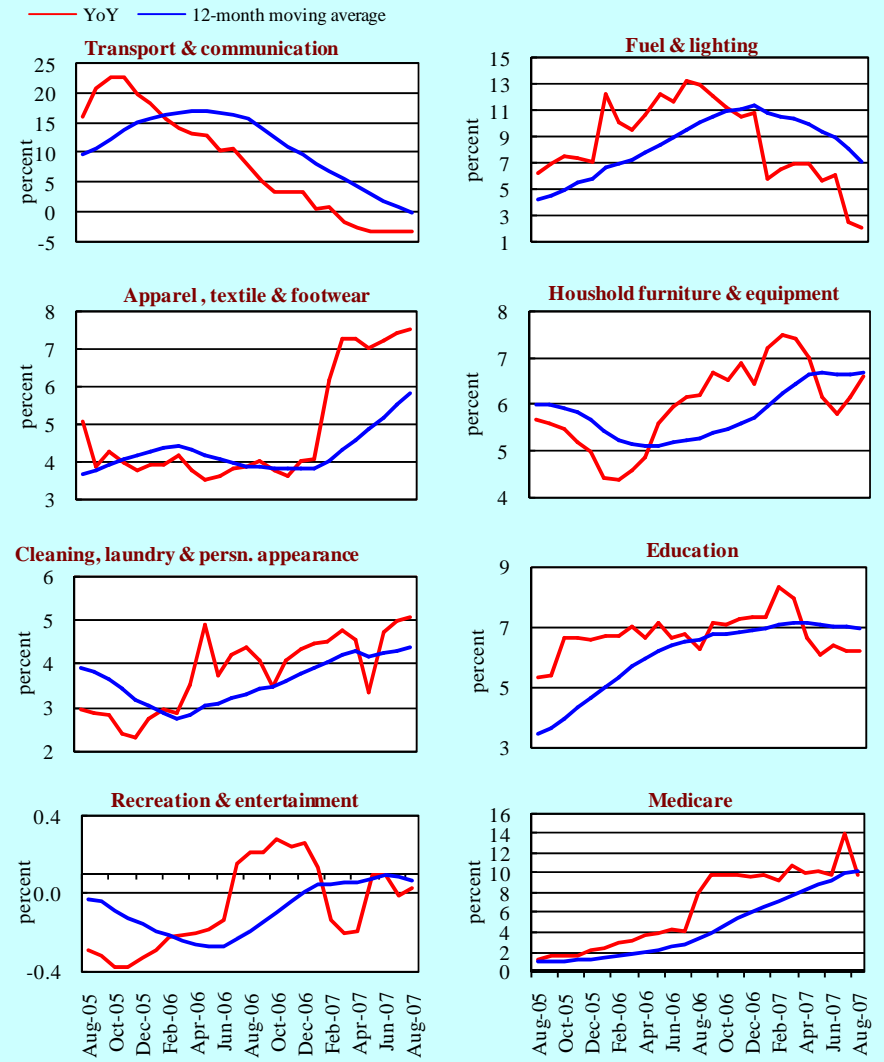 YoY 12-month moving average
Transport & communication
percent
25
20
15
10
5
0
-5
Fuel & lighting
percent
15
13
11
9
7
5
3
1
Apparel , textile & footwear
percent
8
7
6
5
4
3
Houshold furniture & equipment
percent
8
7
6
5
4
Cleaning, laundry & persn. appearance
percent
6
5
4
3
2
Education
percent
9
7
5
3
Recreation & entertainment
percent
0.4
0.0
-0.4
Aug-05
Oct-05
Dec-05
Feb-06
Apr-06
Jun-06
Aug-06
Oct-06
Dec-06
Feb-07
Apr-07
Jun-07
Aug-07
Medicare
percent
16
14
12
10
8
6
4
2
0
Aug-05
Oct-05
Dec-05
Feb-06
Apr-06
Jun-06
Aug-06
Oct-06
Dec-06
Feb-07
Apr-07
Jun-07
Aug-07